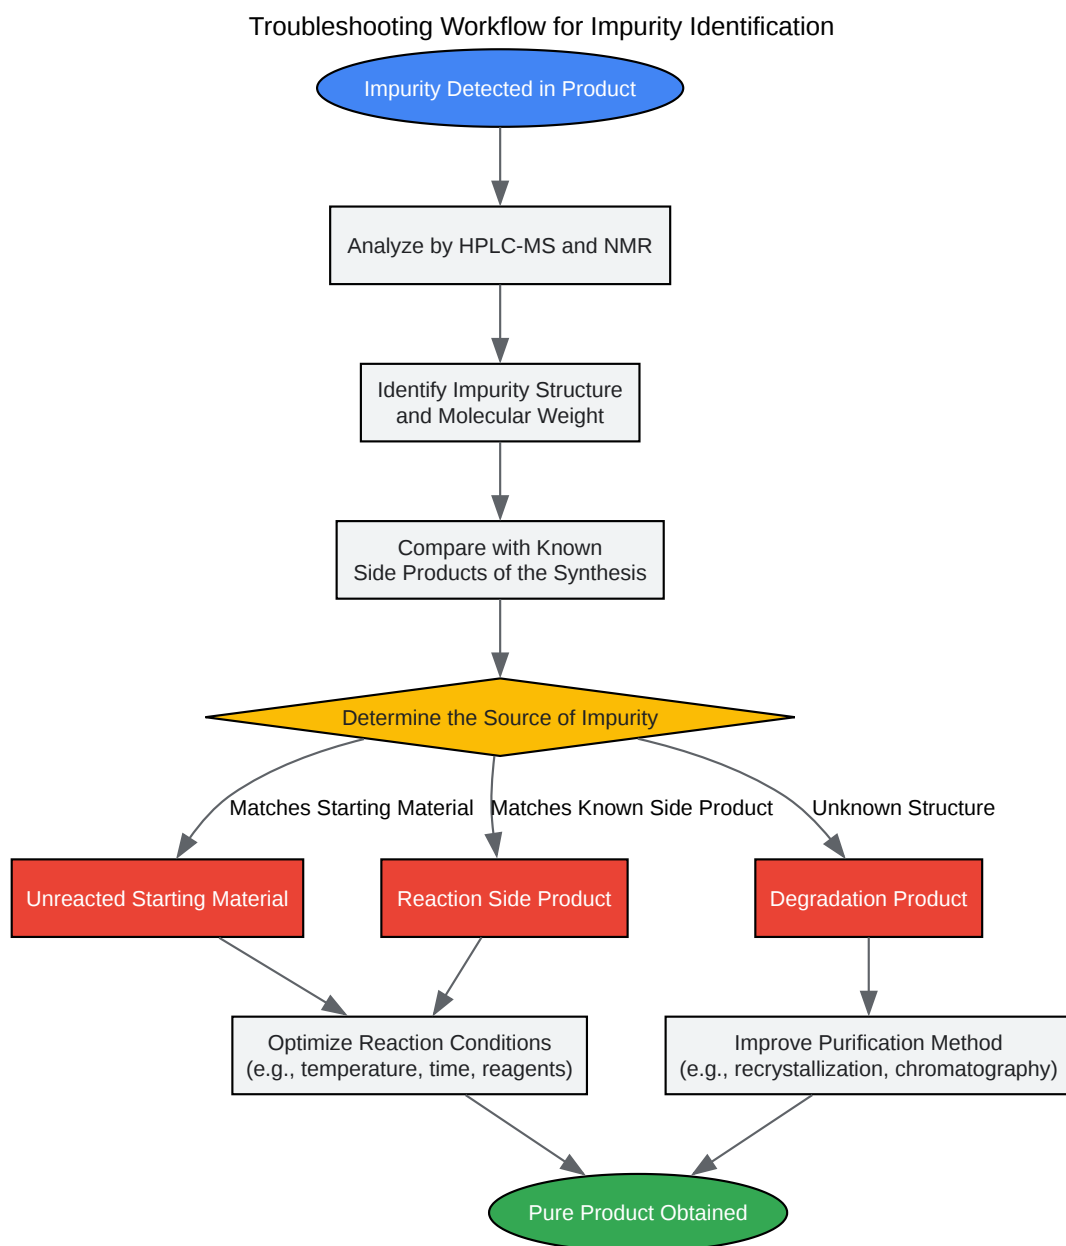 Troubleshooting Workflow for Impurity Identification
Impurity Detected in Product
Analyze by HPLC-MS and NMR
Identify Impurity Structure
and Molecular Weight
Compare with Known
Side Products of the Synthesis
Determine the Source of Impurity
Matches Starting Material
Matches Known Side Product
Unknown Structure
Unreacted Starting Material
Reaction Side Product
Degradation Product
Optimize Reaction Conditions
(e.g., temperature, time, reagents)
Improve Purification Method
(e.g., recrystallization, chromatography)
Pure Product Obtained